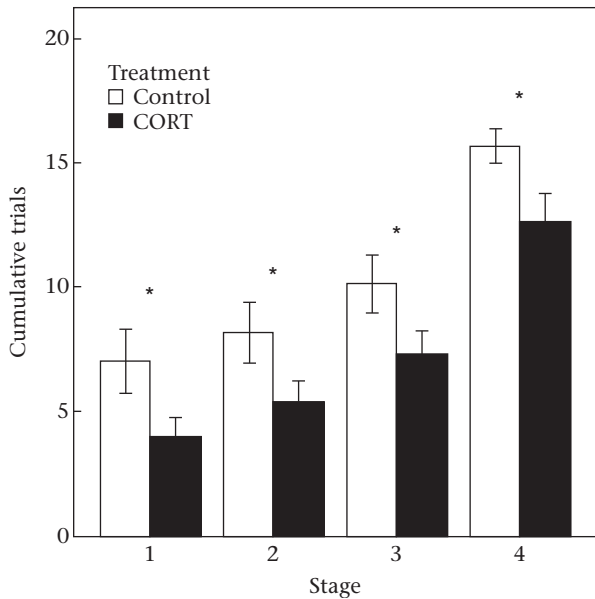 20
15
10
5
0
Cumulative trials
Treatment
Control
CORT
*
*
*
*
1 2 3 4
Stage